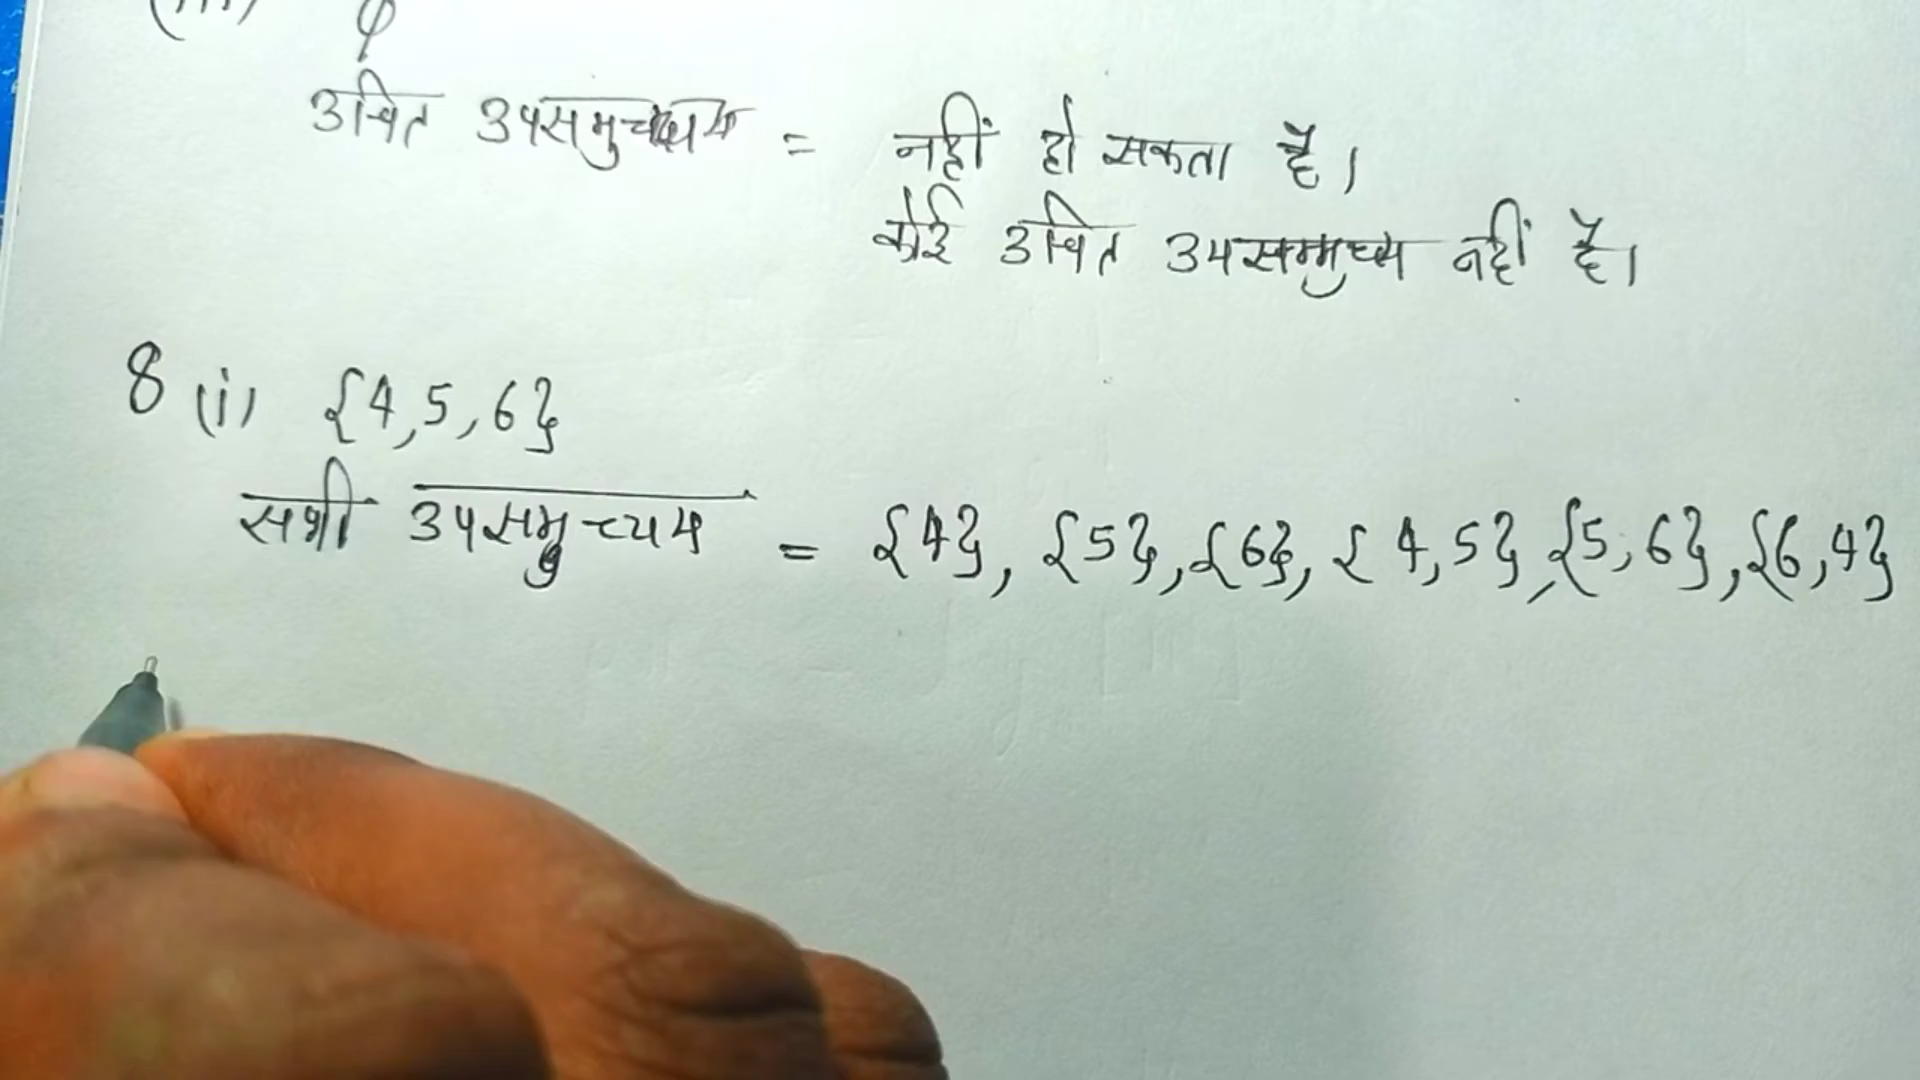 (iii) φ
उचित उपसमुच्चय = नहीं हो सकता है।
कोई उचित उपसम्मुच्य नहीं है।
8 (i) {4,5,6}
सभी उपसमुच्चय = {4}, {5}, {6}, {4,5}, {5,6}, {6,4}